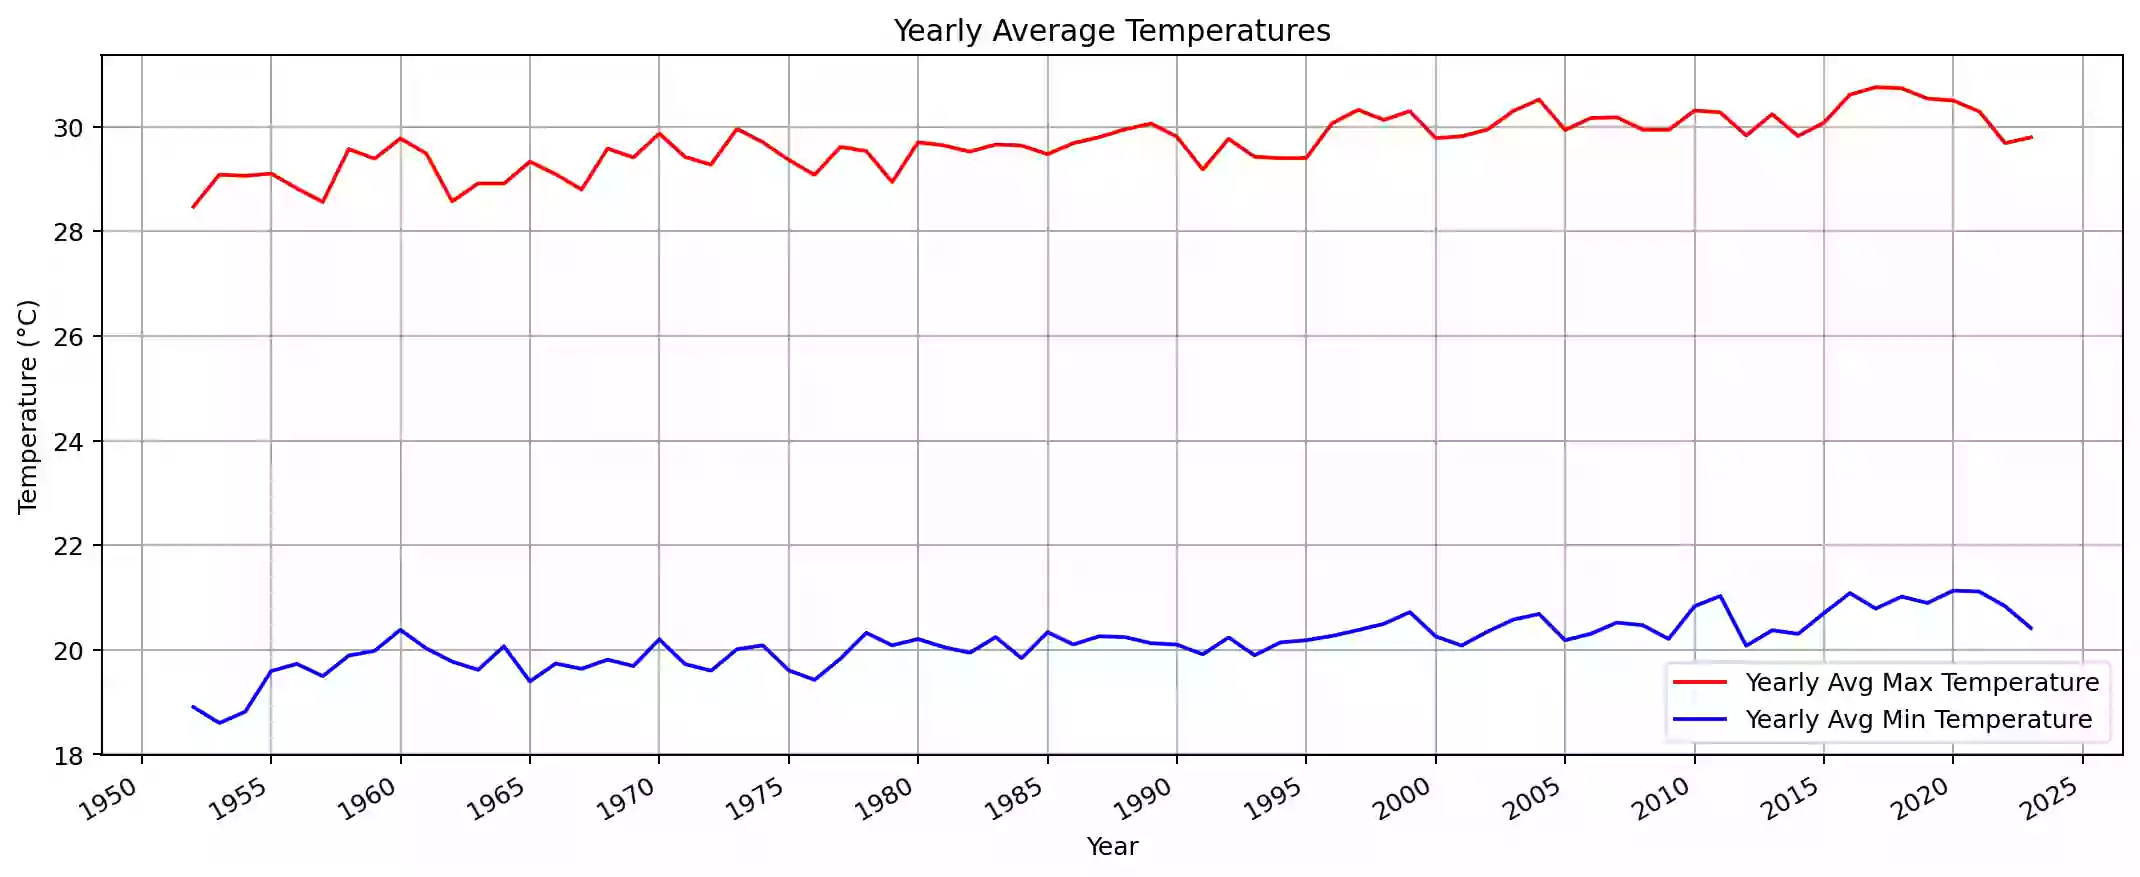 Yearly Average Temperatures
Temperature (°C)
30
28
26
24
22
20
18
Yearly Avg Max Temperature
Yearly Avg Min Temperature
1950 1955 1960 1965 1970 1975 1980 1985 1990 1995 2000 2005 2010 2015 2020 2025
Year